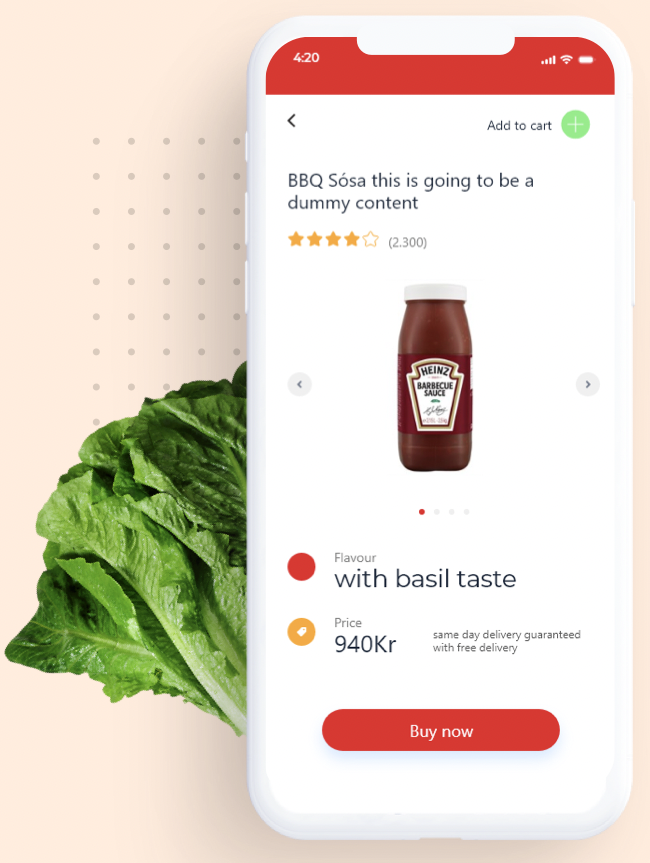 4:20
Add to cart
BBQ Sósa this is going to be a
dummy content
(2.300)
HEINZ
BARBECUE
SAUCE
Flavour
with basil taste
Price
940Kr
same day delivery guaranteed
with free delivery
Buy now